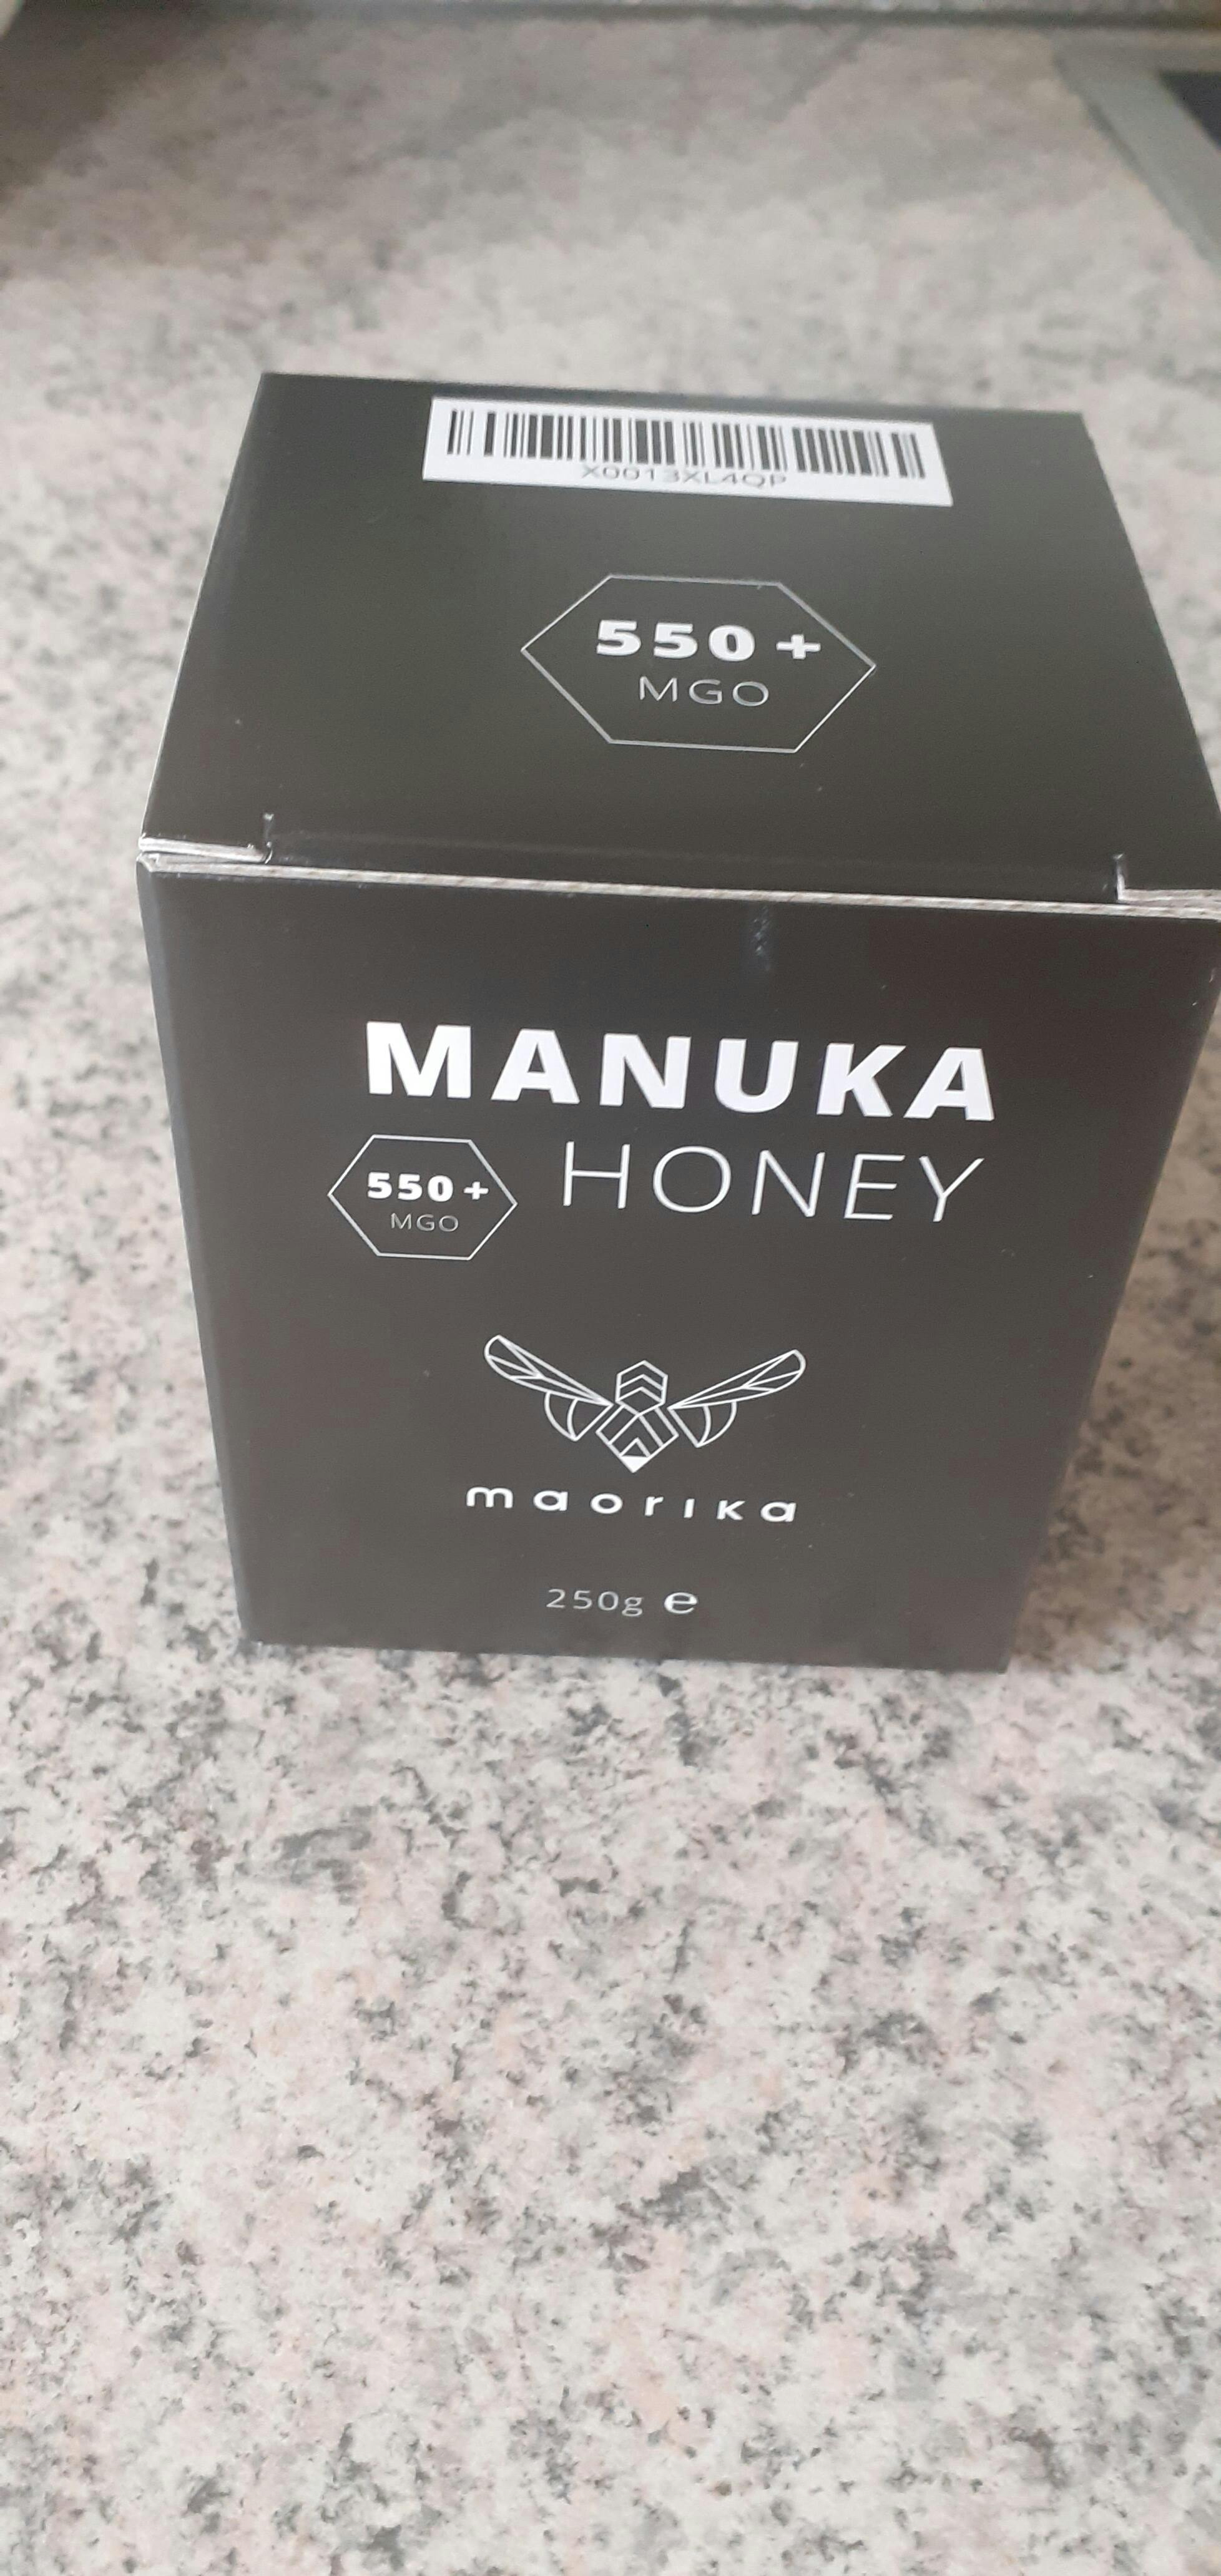 X0013XL4QP
550+
MGO
MANUKA
HONEY
550+
MGO
maorika
250g e